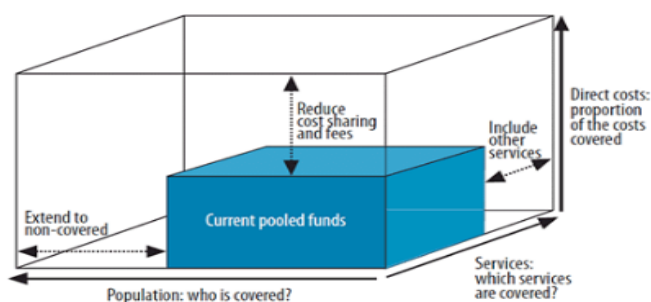 Reduce
cost sharing
and fees
Include
other
services
Direct costs:
proportion
of the costs
covered
Extend to
non-covered
Current pooled funds
Population: who is covered?
Services:
which services
are covered?